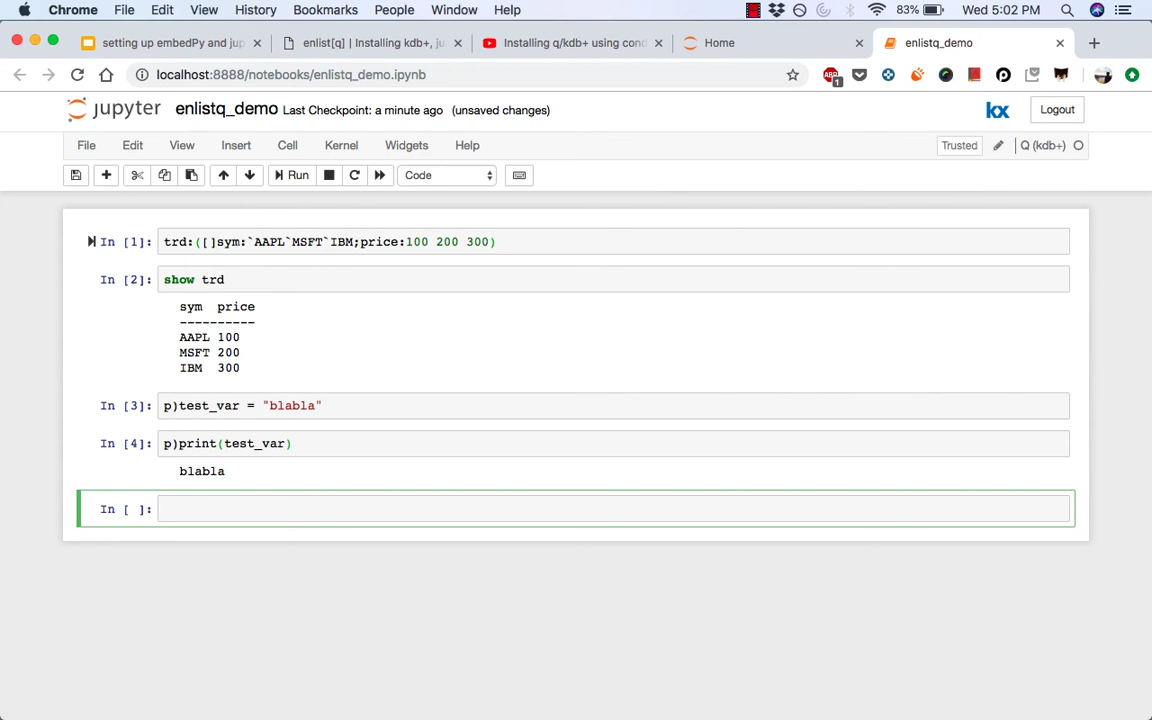 Chrome File Edit View History Bookmarks People Window Help 83% Wed 5:02 PM
setting up embedPy and jup enlist[q] | Installing kdb+, ju Installing q/kdb+ using cond Home enlistq_demo
localhost:8888/notebooks/enlistq_demo.ipynb ABP 1
jupyter enlistq_demo Last Checkpoint: a minute ago (unsaved changes) kx Logout
File Edit View Insert Cell Kernel Widgets Help Trusted Q (kdb+)
Run Code
In [1]: trd:([]sym:`AAPL`MSFT`IBM;price:100 200 300)
In [2]: show trd
sym price
----------
AAPL 100
MSFT 200
IBM 300
In [3]: p)test_var = "blabla"
In [4]: p)print(test_var)
blabla
In [ ]: